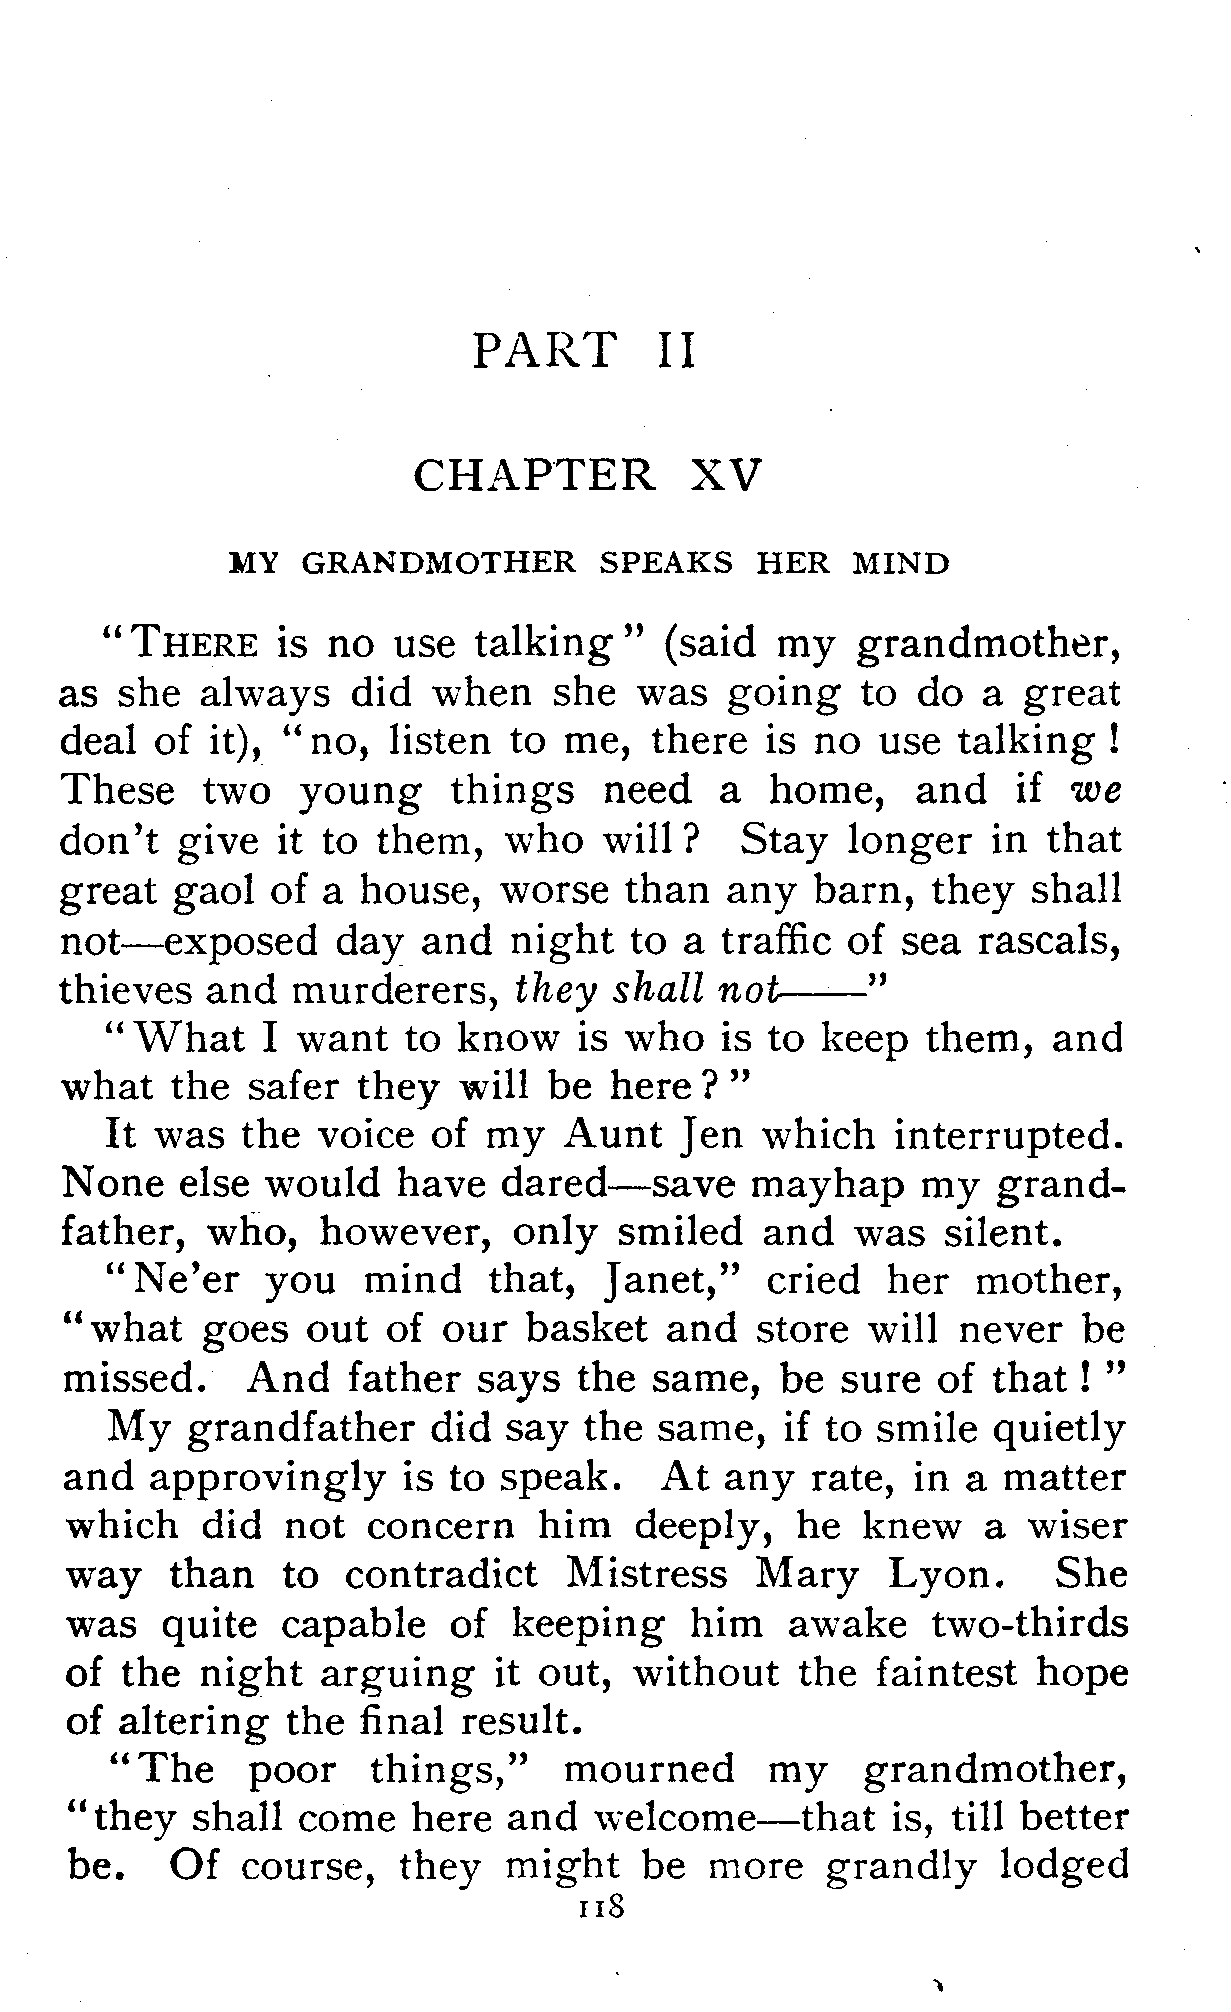 PART II
CHAPTER XV
MY GRANDMOTHER SPEAKS HER MIND
"THERE is no use talking" (said my grandmother,
as she always did when she was going to do a great
deal of it), "no, listen to me, there is no use talking!
These two young things need a home, and if we
don't give it to them, who will? Stay longer in that
great gaol of a house, worse than any barn, they shall
not—exposed day and night to a traffic of sea rascals,
thieves and murderers, they shall not——"
"What I want to know is who is to keep them, and
what the safer they will be here?"
It was the voice of my Aunt Jen which interrupted.
None else would have dared—save mayhap my grand-
father, who, however, only smiled and was silent.
"Ne'er you mind that, Janet," cried her mother,
"what goes out of our basket and store will never be
missed. And father says the same, be sure of that!"
My grandfather did say the same, if to smile quietly
and approvingly is to speak. At any rate, in a matter
which did not concern him deeply, he knew a wiser
way than to contradict Mistress Mary Lyon. She
was quite capable of keeping him awake two-thirds
of the night arguing it out, without the faintest hope
of altering the final result.
"The poor things," mourned my grandmother,
"they shall come here and welcome—that is, till better
be. Of course, they might be more grandly lodged
118